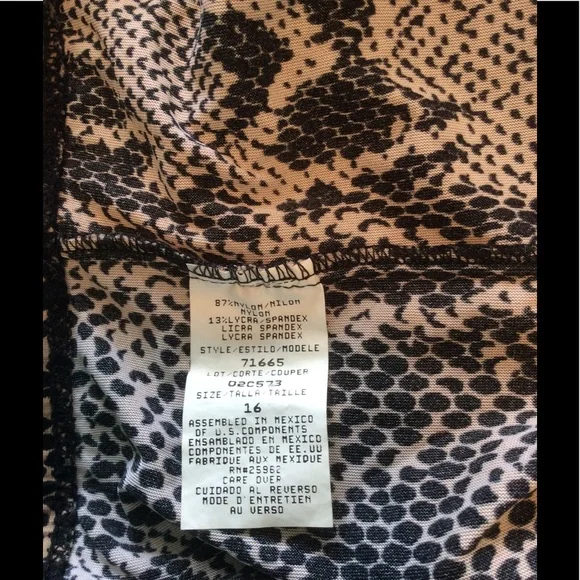 87%NYLON/NILON
NYLON
13%LYCRA/SPANDEX
LICRA SPANDEX
LYCRA SPANDEX
STYLE/ESTILO/MODELE
71665
LOT/CORTE/COUPER
02C573
SIZE/TALLA/TAILLE
16
ASSEMBLED IN MEXICO
OF U.S.COMPONENTS
ENSAMBLADO EN MEXICO
COMPONENTES DE EE.UU
FABRIQUE AUX MEXIQUE
RN#25982
CARE OVER
CUIDADO AL REVERSO
MODE D'ENTRETIEN
AU VERSO